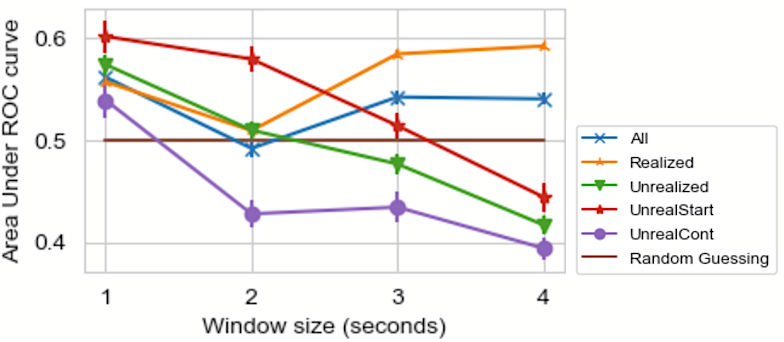 Area Under ROC curve
0.6
0.5
0.4
1 2 3 4
Window size (seconds)
All
Realized
Unrealized
UnrealStart
UnrealCont
Random Guessing